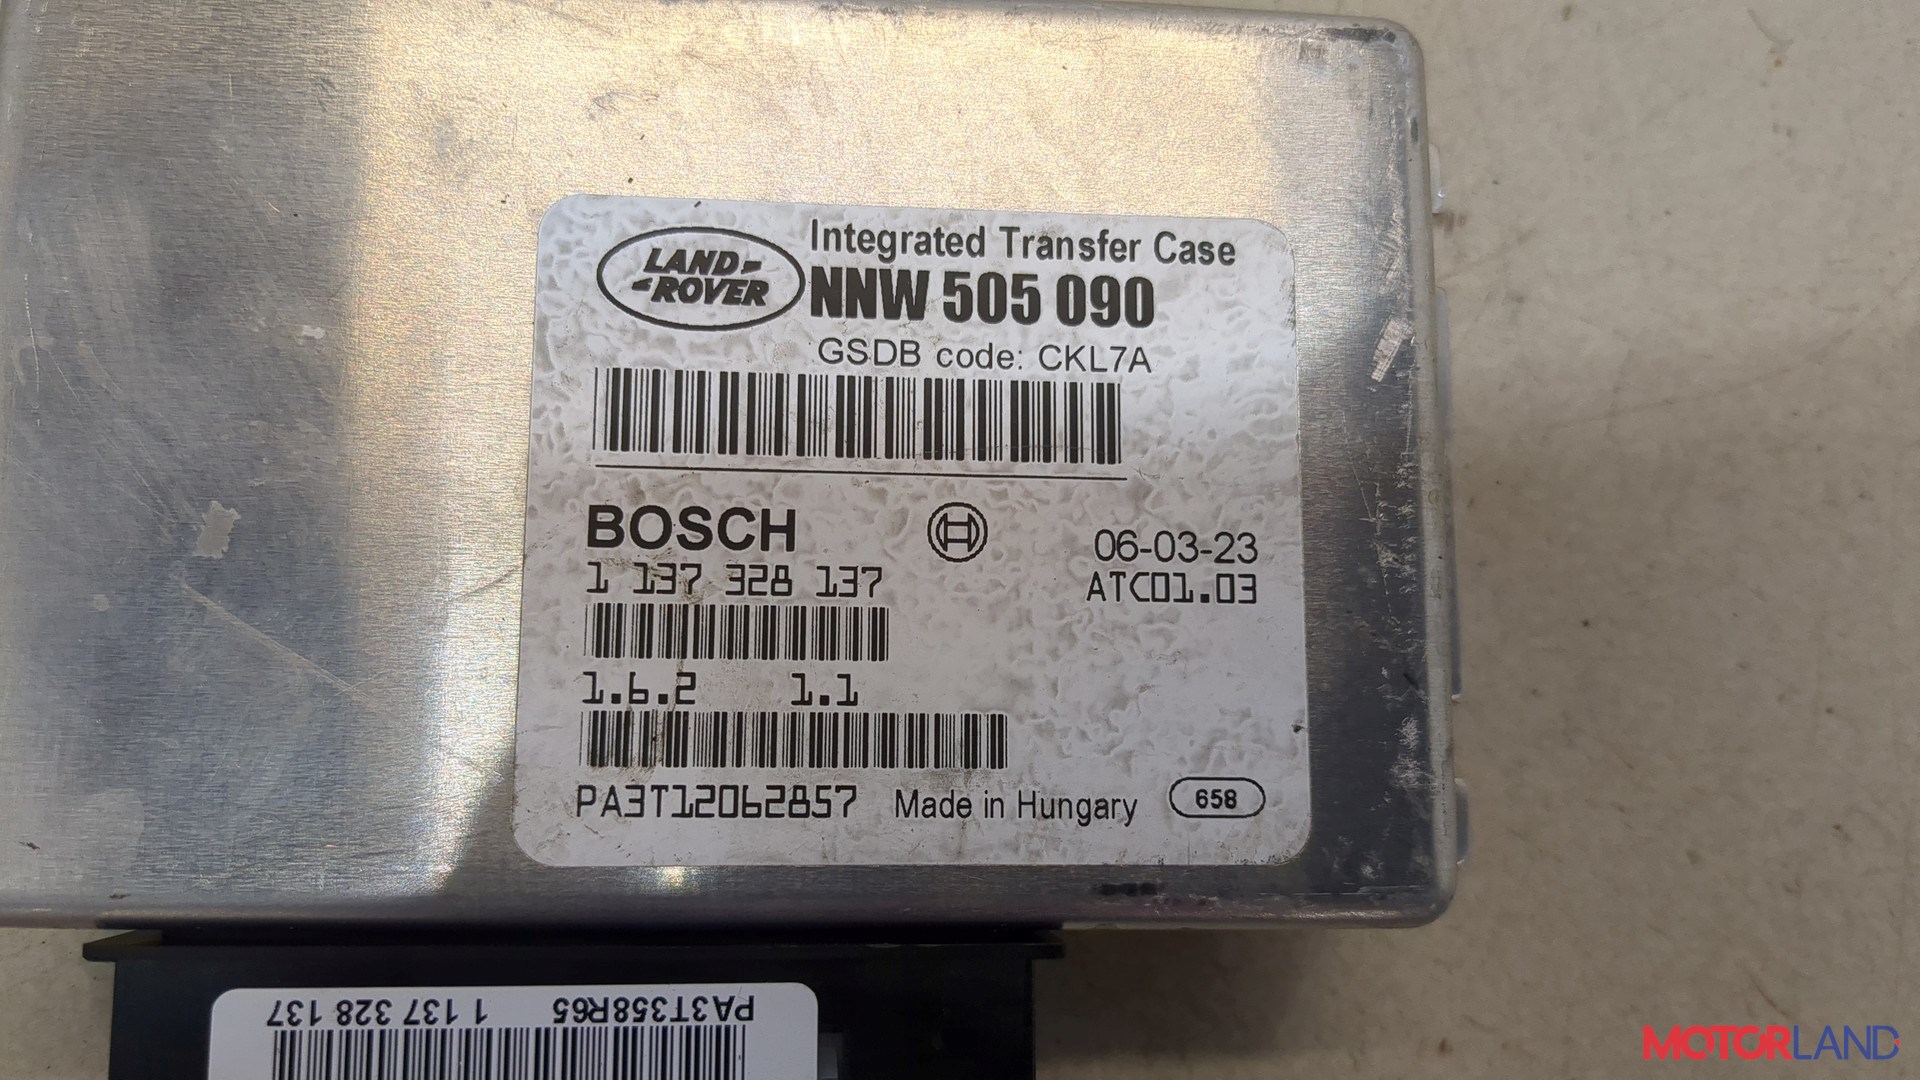 LAND
ROVER
Integrated Transfer Case
NNW 505 090
GSDB code: CKL7A
BOSCH
06-03-23
1 137 328 137
ATC01.03
1.6.2 1.1
PA3T12062857 Made in Hungary 658
PA3T358R65 1 137 328 137
MOTORLAND